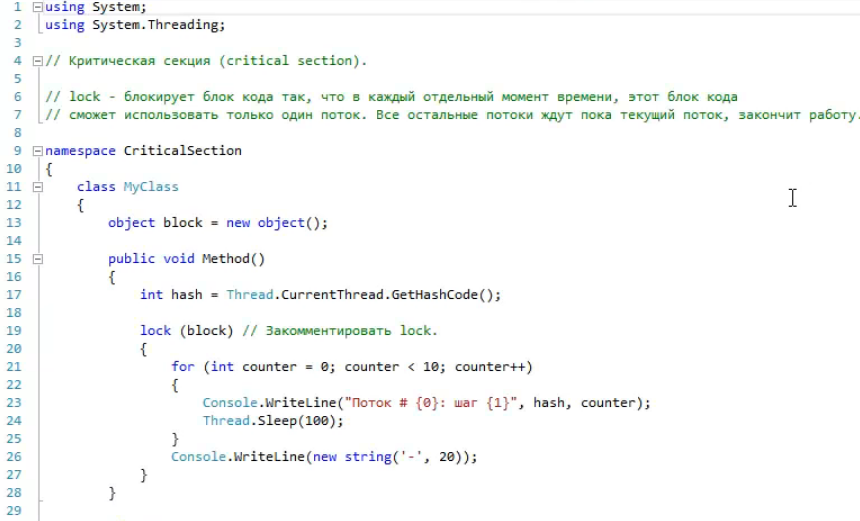 1 using System;
2 using System.Threading;
3
4 // Критическая секция (critical section).
5
6 // lock - блокирует блок кода так, что в каждый отдельный момент времени, этот блок кода
7 // сможет использовать только один поток. Все остальные потоки ждут пока текущий поток, закончит работу.
8
9 namespace CriticalSection
10 {
11 class MyClass
12 {
13 object block = new object();
14
15 public void Method()
16 {
17 int hash = Thread.CurrentThread.GetHashCode();
18
19 lock (block) // Закомментировать lock.
20 {
21 for (int counter = 0; counter < 10; counter++)
22 {
23 Console.WriteLine("Поток # {0}: шаг {1}", hash, counter);
24 Thread.Sleep(100);
25 }
26 Console.WriteLine(new string('-', 20));
27 }
28 }
29